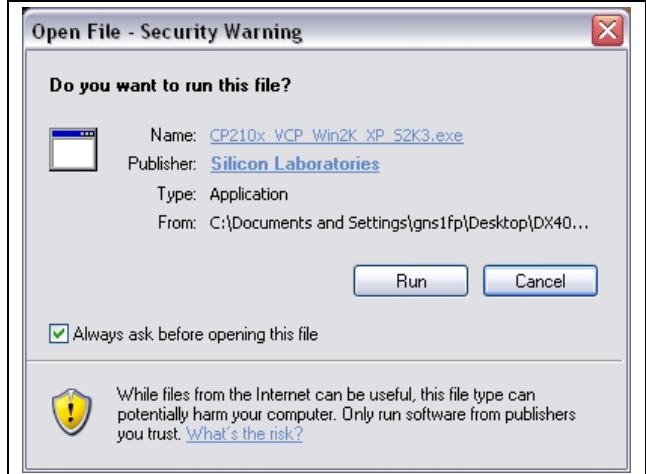 Open File - Security Warning
Do you want to run this file?
Name: CP210x_VCP_Win2K_XP_S2K3.exe
Publisher: Silicon Laboratories
Type: Application
From: C:\Documents and Settings\gns1fp\Desktop\DX40...
Run Cancel
Always ask before opening this file
While files from the Internet can be useful, this file type can
potentially harm your computer. Only run software from publishers
you trust. What's the risk?